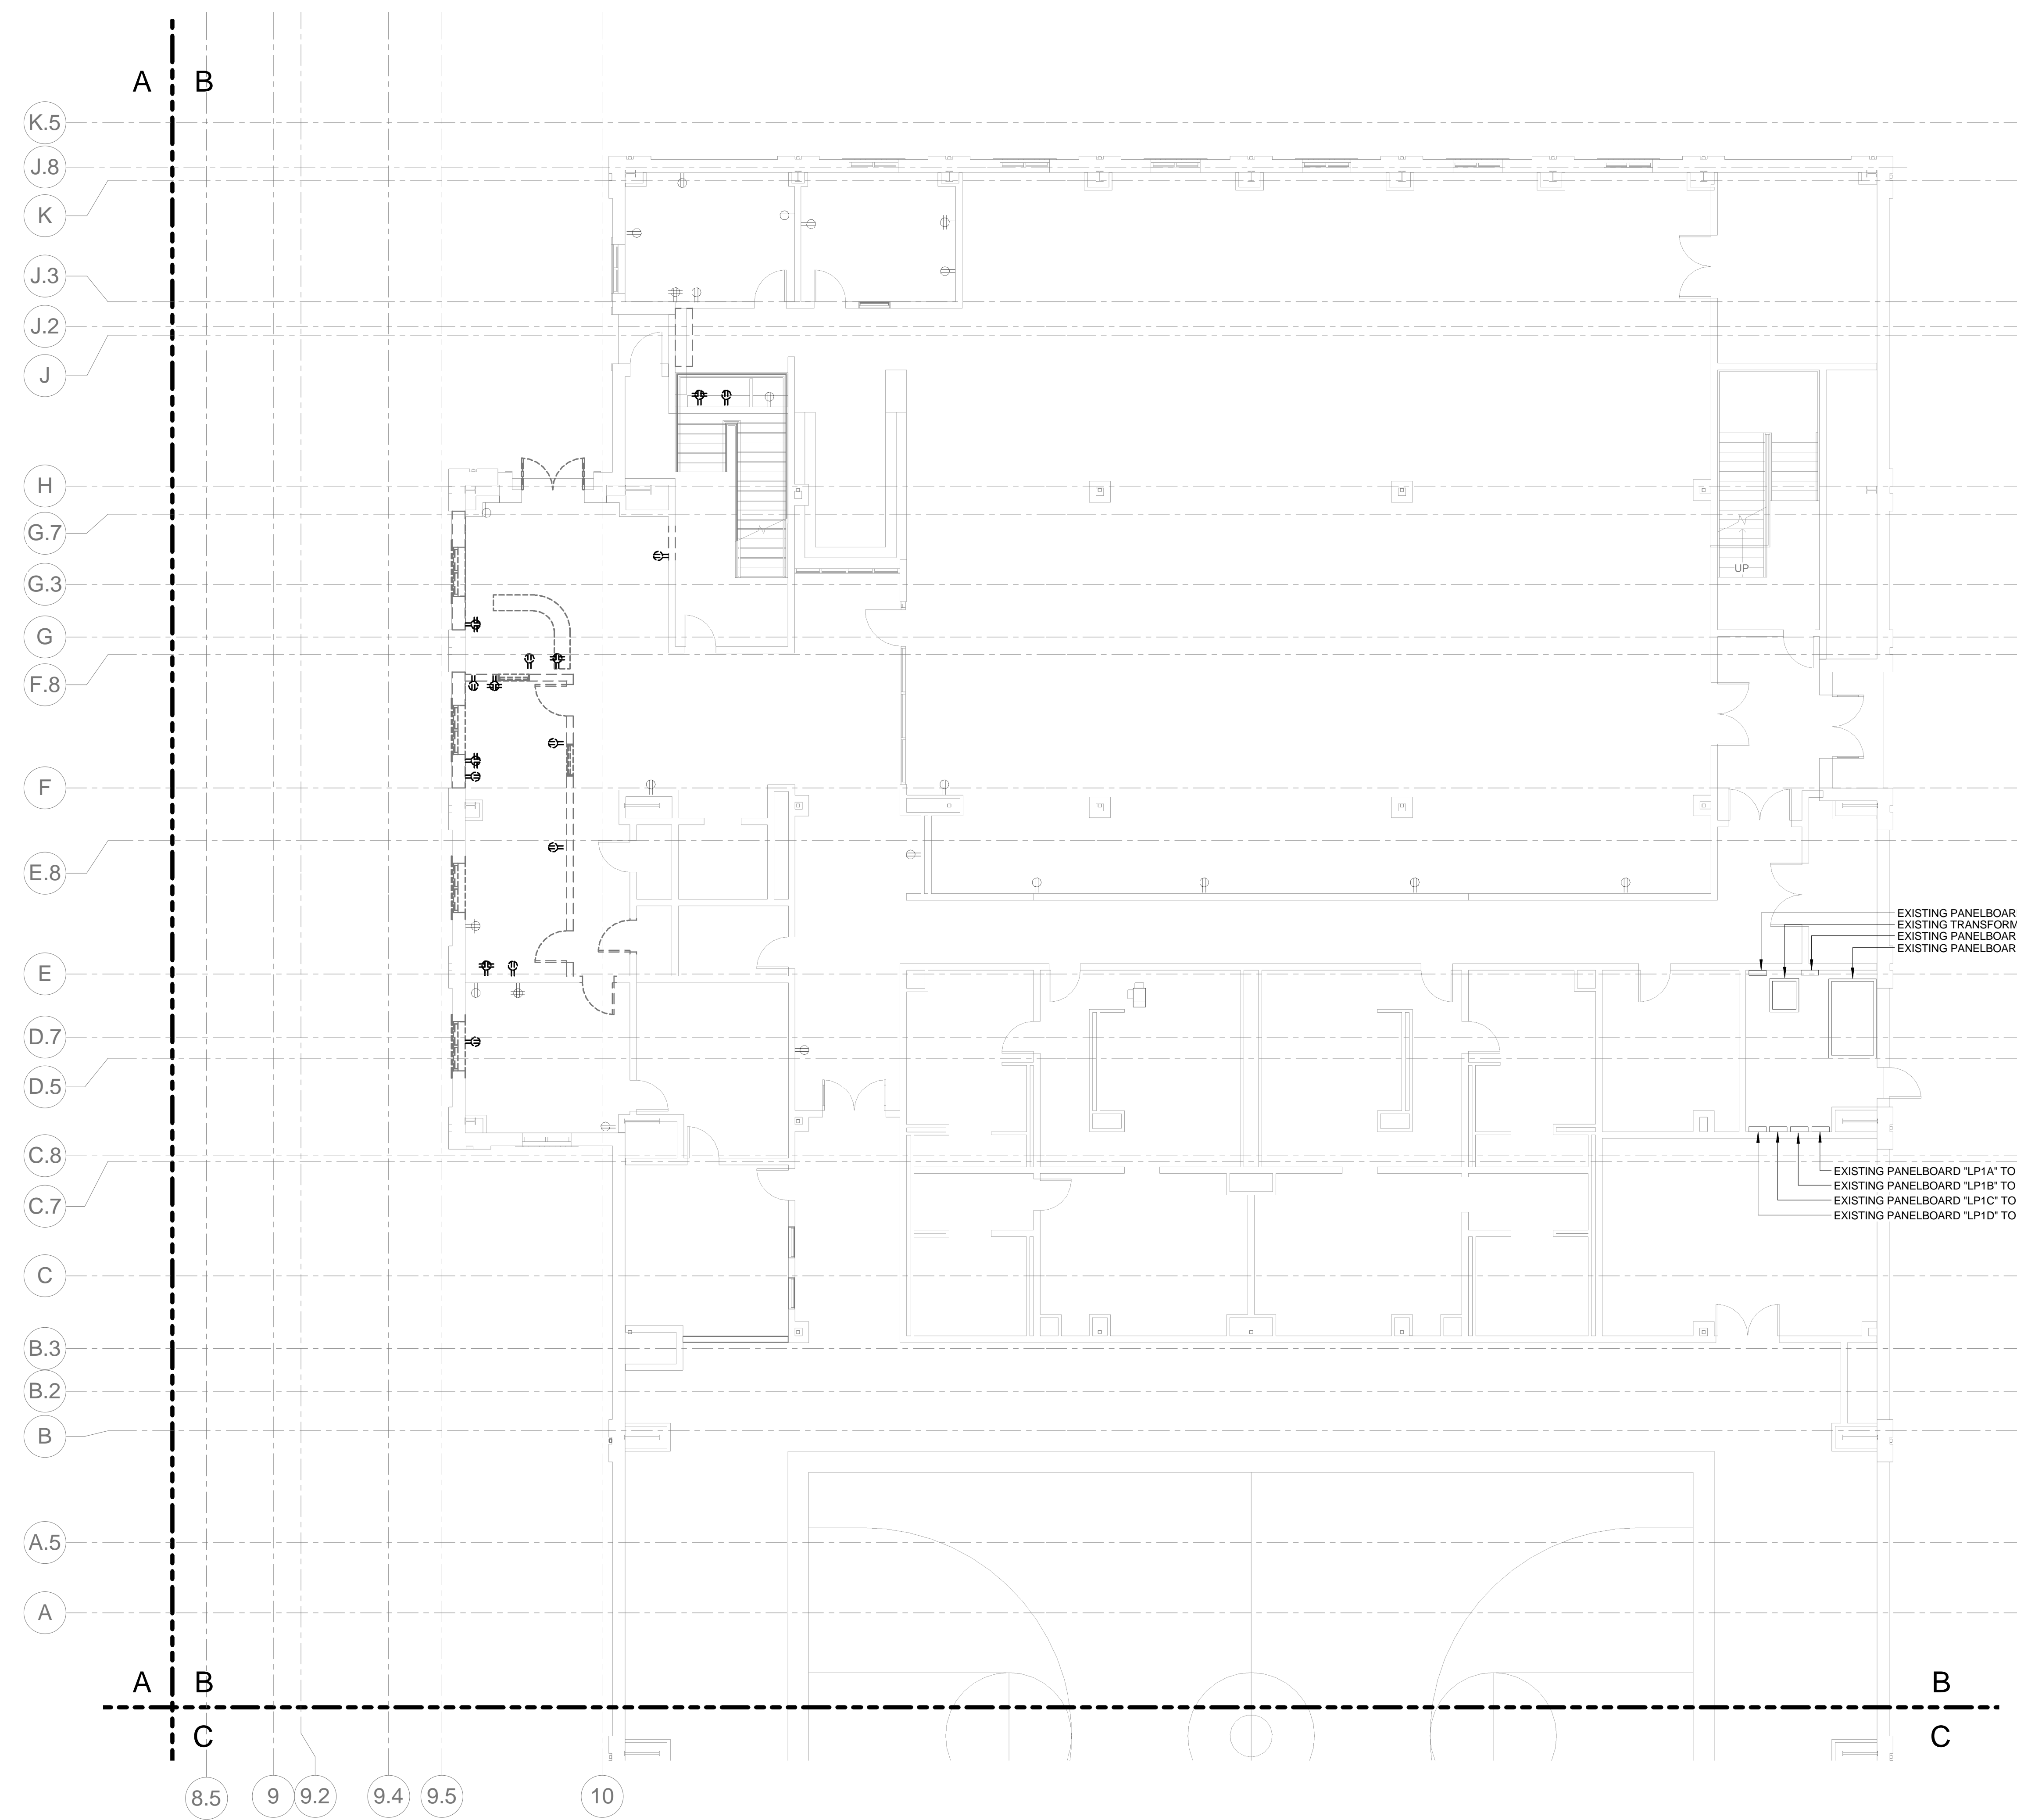 A B
K.5
J.8
K
J.3
J.2
J
H
G.7
G.3
UP
G
F.8
F
E.8
EXISTING PANELBOAR
EXISTING TRANSFORM
EXISTING PANELBOAR
EXISTING PANELBOAR
E
D.7
D.5
C.8
EXISTING PANELBOARD "LP1A" TO
EXISTING PANELBOARD "LP1B" TO
EXISTING PANELBOARD "LP1C" TO
EXISTING PANELBOARD "LP1D" TO
C.7
C
B.3
B.2
B
A.5
A
A B
B
C
C
8.5
9
9.2
9.4
9.5
10